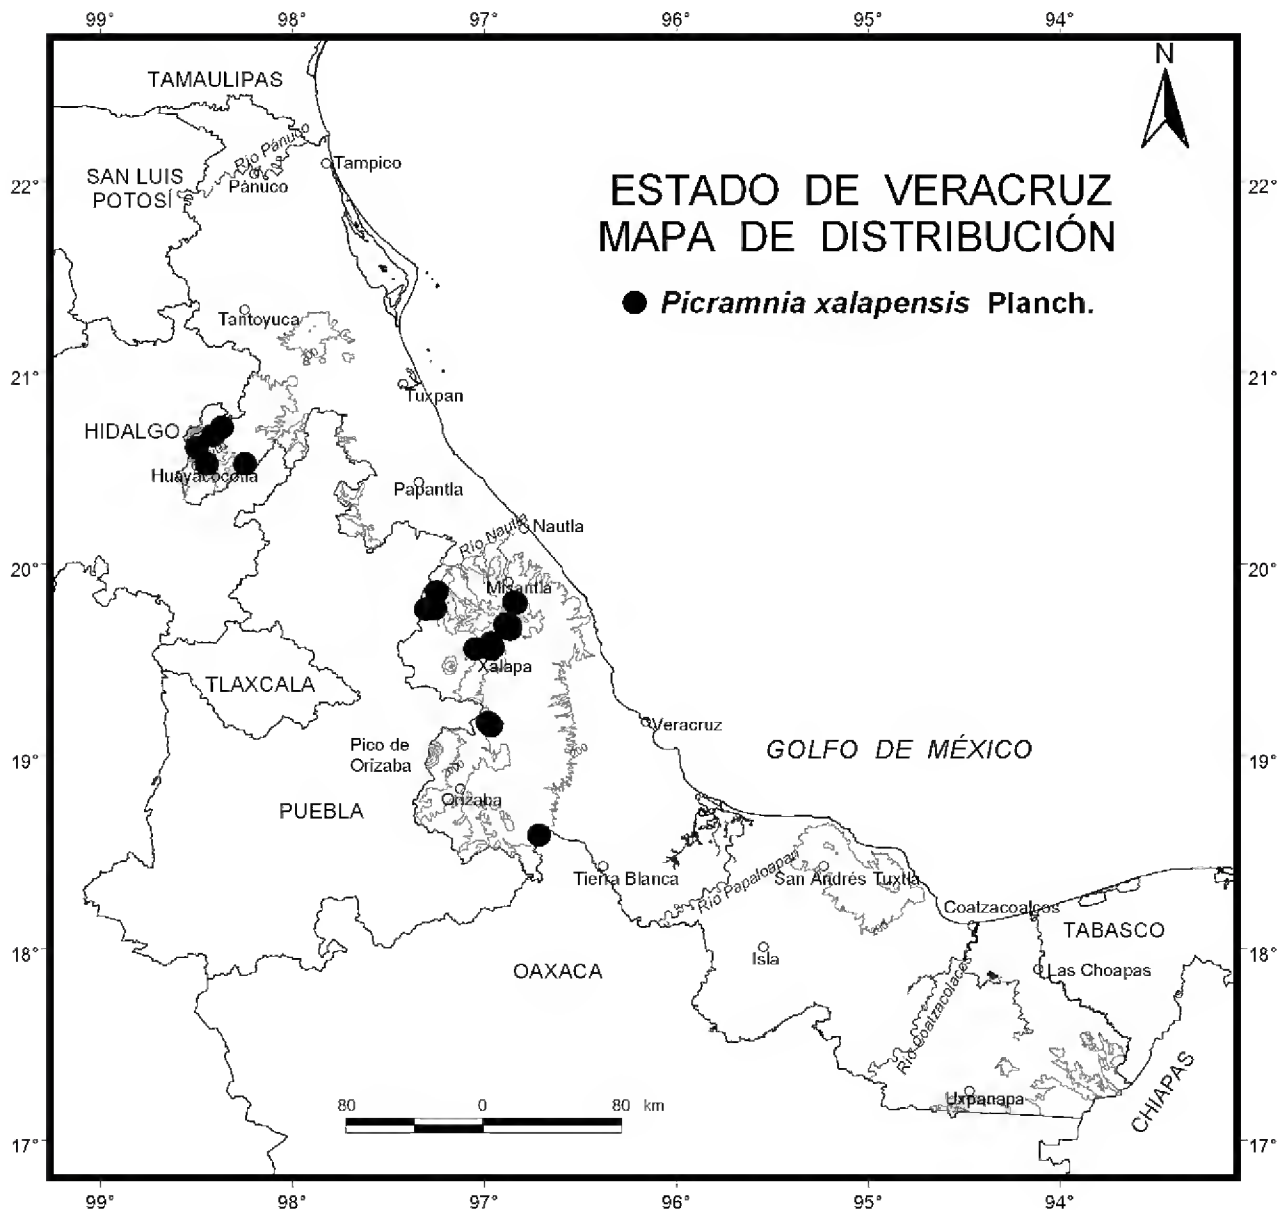 99° 98° 97° 96° 95° 94°
N
TAMAULIPAS
Río Pánuco
Tampico
SAN LUIS
POTOSÍ
Pánuco
22° 22°
ESTADO DE VERACRUZ
MAPA DE DISTRIBUCIÓN
Picramnia xalapensis Planch.
Tantoyuca
200
21° 21°
Tuxpan
HIDALGO
Huayacocotla
Papantla
Río Nautla
Nautla
20° 20°
Misantla
Xalapa
TLAXCALA
Veracruz
Pico de
Orizaba
GOLFO DE MÉXICO
19° 19°
200
PUEBLA
Orizaba
Tierra Blanca
Río Papaloapan
San Andrés Tuxtla
Coatzacoalcos
TABASCO
18° 18°
OAXACA
Isla
Las Choapas
Río Coatzacolaces
Uxpanapa
CHIAPAS
80 0 80 km
17° 17°
99° 98° 97° 96° 95° 94°